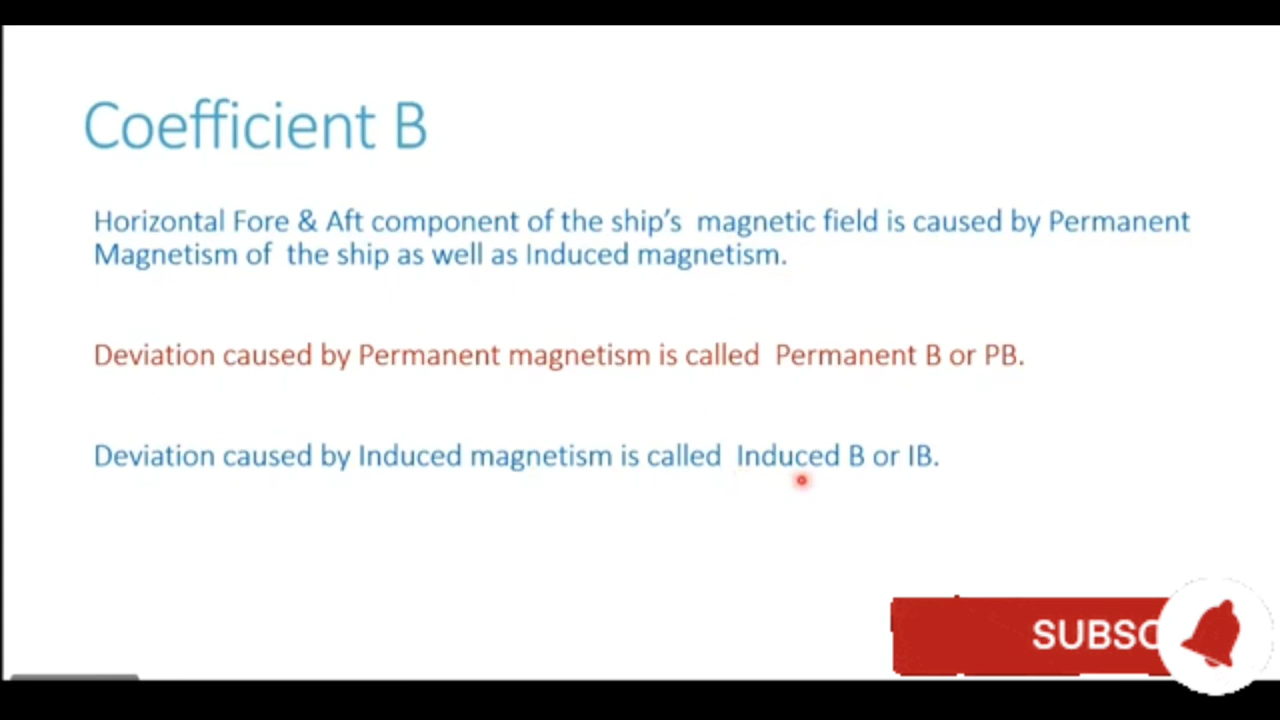 Coefficient B
Horizontal Fore & Aft component of the ship’s magnetic field is caused by Permanent
Magnetism of the ship as well as Induced magnetism.
Deviation caused by Permanent magnetism is called Permanent B or PB.
Deviation caused by Induced magnetism is called Induced B or IB.
SUBSC